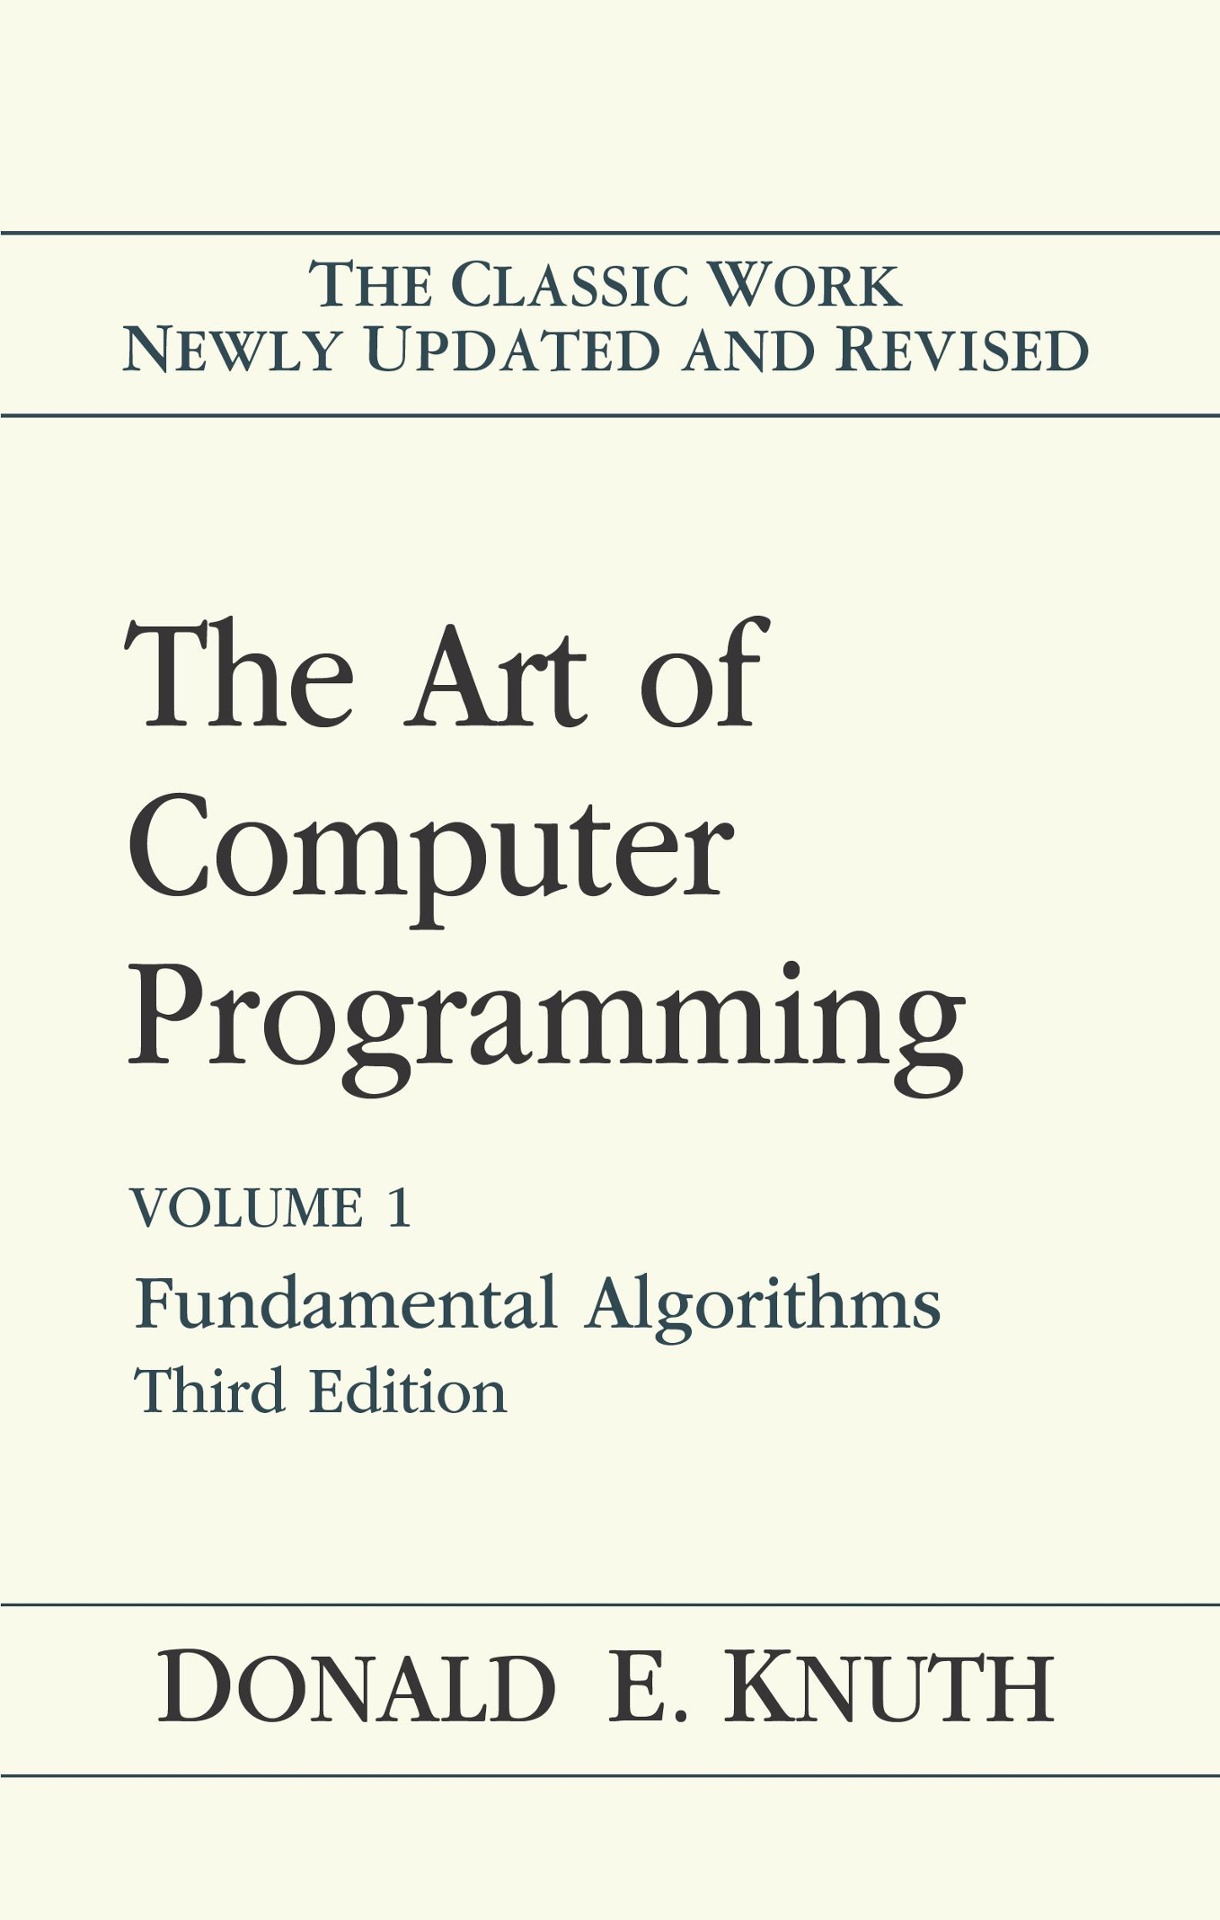 The Classic Work
Newly Updated and Revised
The Art of
Computer
Programming
VOLUME 1
Fundamental Algorithms
Third Edition
DONALD E. KNUTH